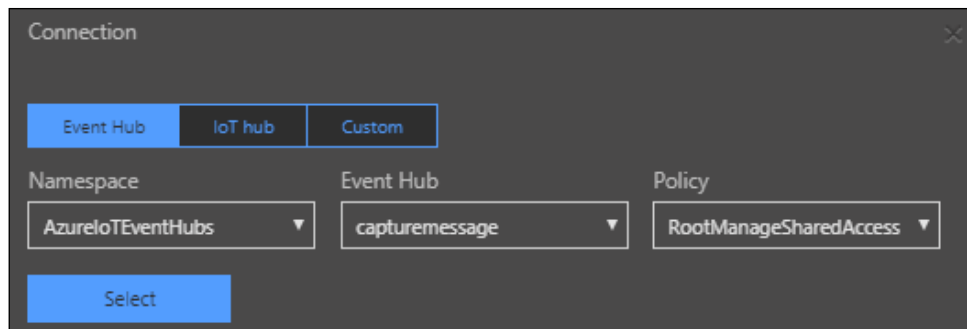 Connection
Event Hub IoT hub Custom
Namespace Event Hub Policy
AzureIoTEventHubs capturemessage RootManageSharedAccess
Select